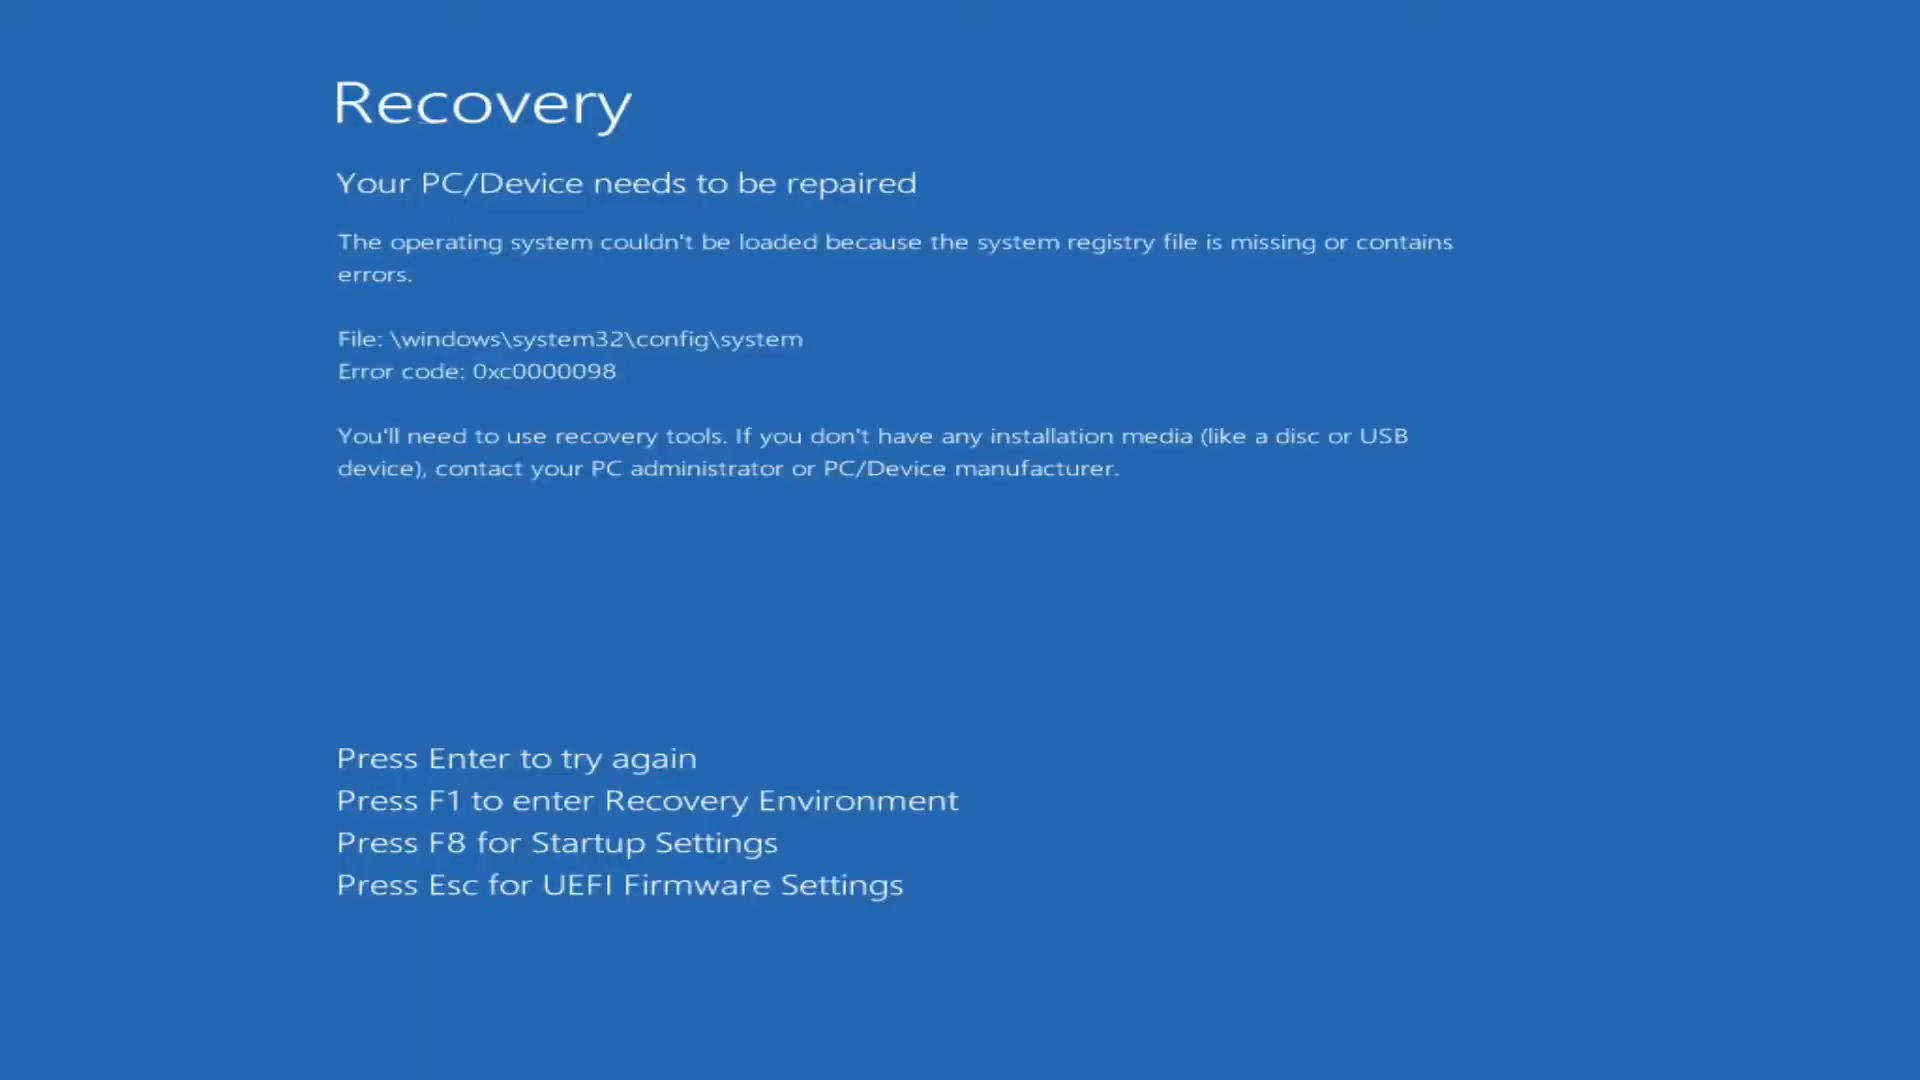 Recovery
Your PC/Device needs to be repaired
The operating system couldn't be loaded because the system registry file is missing or contains
errors.
File: \windows\system32\config\system
Error code: 0xc0000098
You'll need to use recovery tools. If you don't have any installation media (like a disc or USB
device), contact your PC administrator or PC/Device manufacturer.
Press Enter to try again
Press F1 to enter Recovery Environment
Press F8 for Startup Settings
Press Esc for UEFI Firmware Settings